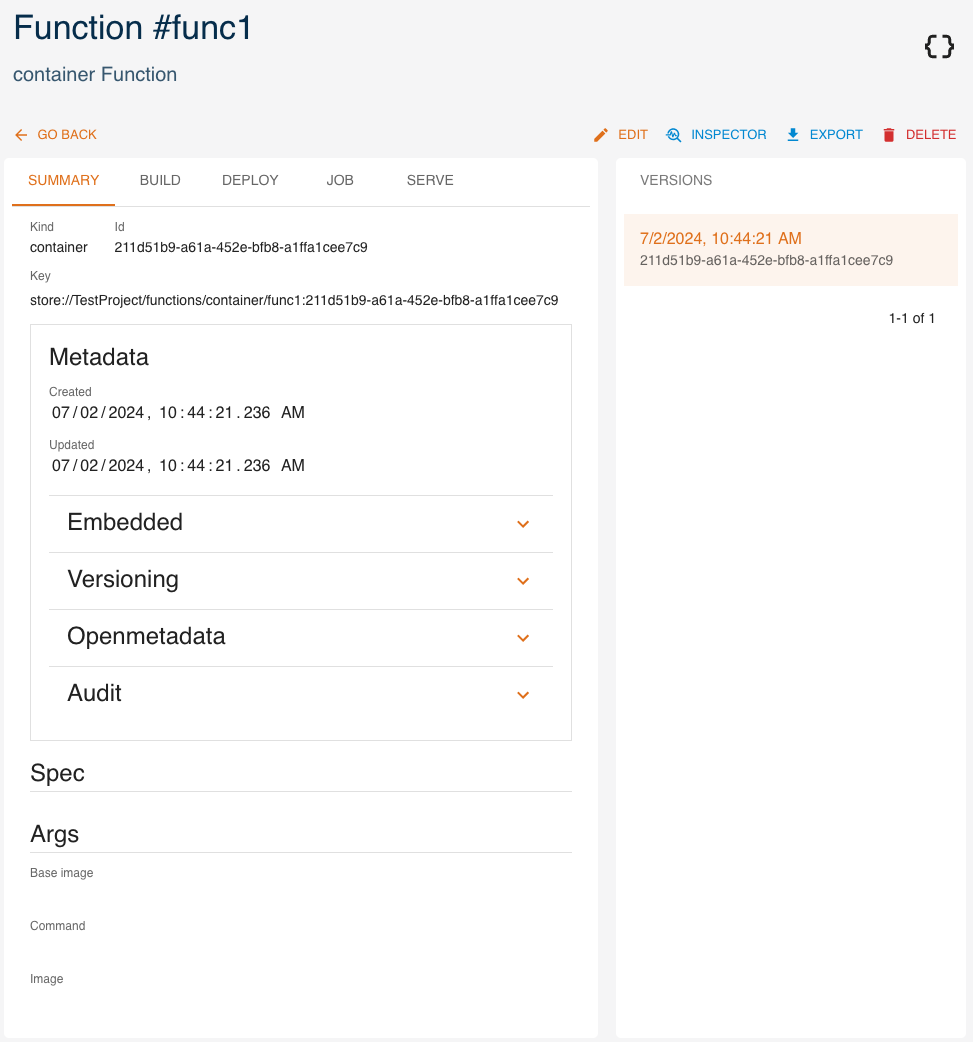 Function #func1
container Function
GO BACK
EDIT INSPECTOR EXPORT DELETE
SUMMARY BUILD DEPLOY JOB SERVE
Kind Id
container 211d51b9-a61a-452e-bfb8-a1ffa1cee7c9
Key
store://TestProject/functions/container/func1:211d51b9-a61a-452e-bfb8-a1ffa1cee7c9
Metadata
Created
07/02/2024, 10:44:21.236 AM
Updated
07/02/2024, 10:44:21.236 AM
Embedded
Versioning
Openmetadata
Audit
Spec
Args
Base image
Command
Image
VERSIONS
7/2/2024, 10:44:21 AM
211d51b9-a61a-452e-bfb8-a1ffa1cee7c9
1-1 of 1